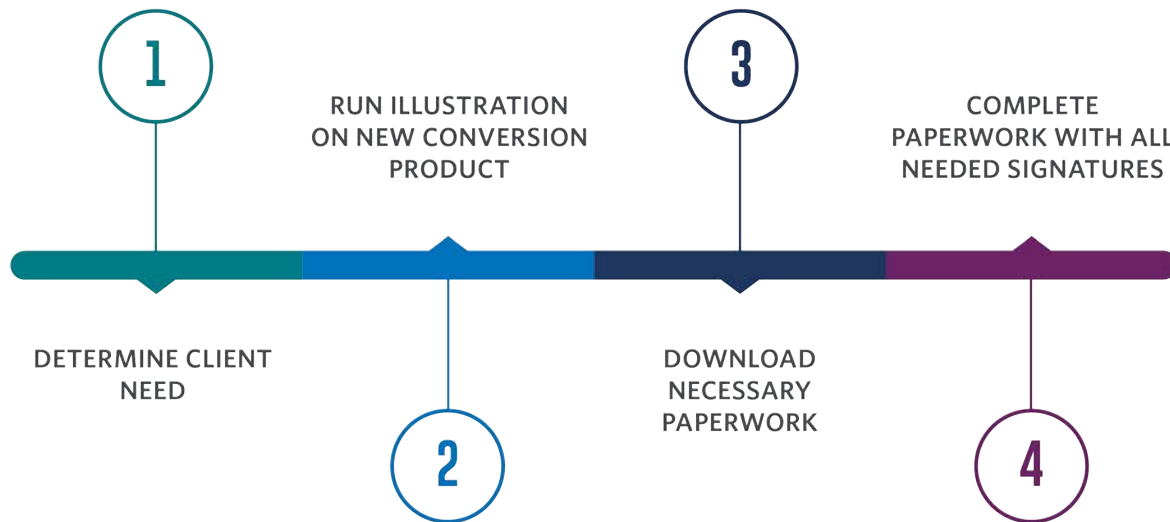 1
DETERMINE CLIENT
NEED
2
RUN ILLUSTRATION
ON NEW CONVERSION
PRODUCT
3
DOWNLOAD
NECESSARY
PAPERWORK
4
COMPLETE
PAPERWORK WITH ALL
NEEDED SIGNATURES